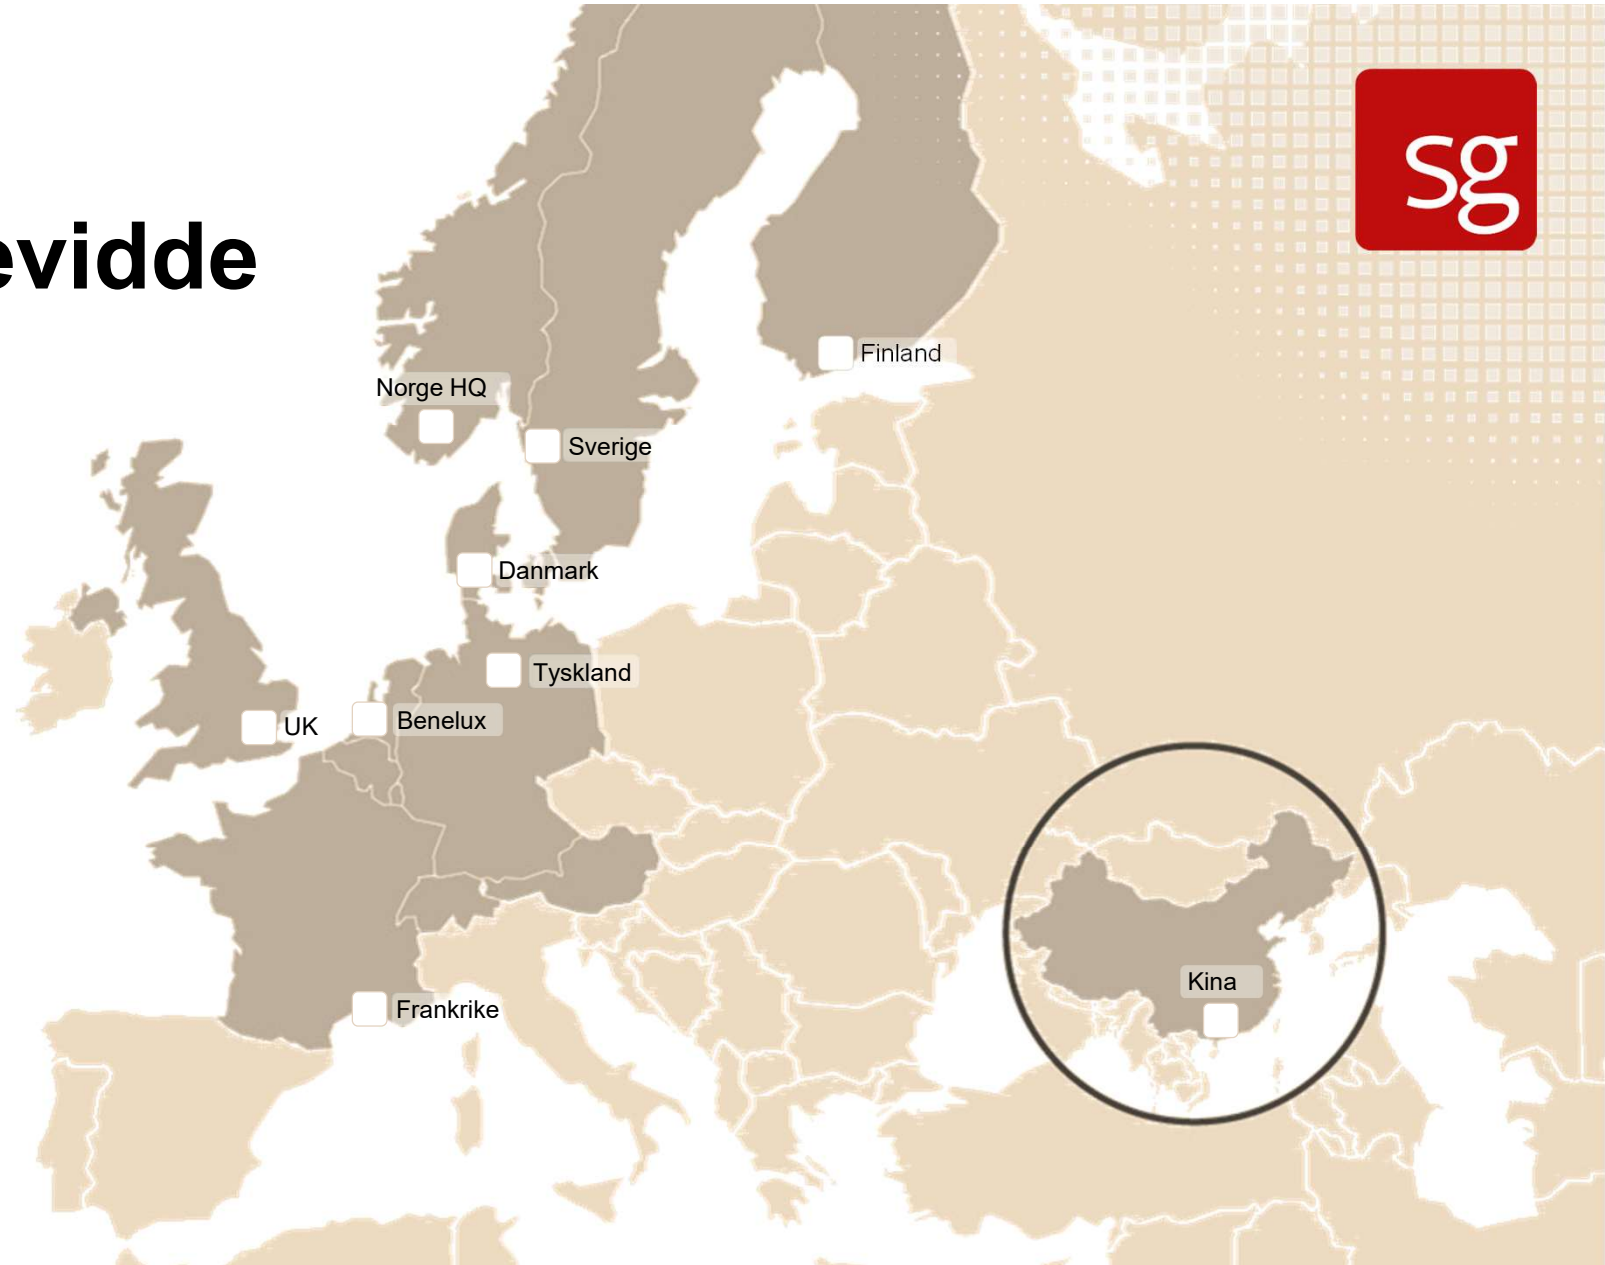 sg
evidde
Finland
Norge HQ
Sverige
Danmark
Tyskland
UK
Benelux
Kina
Frankrike